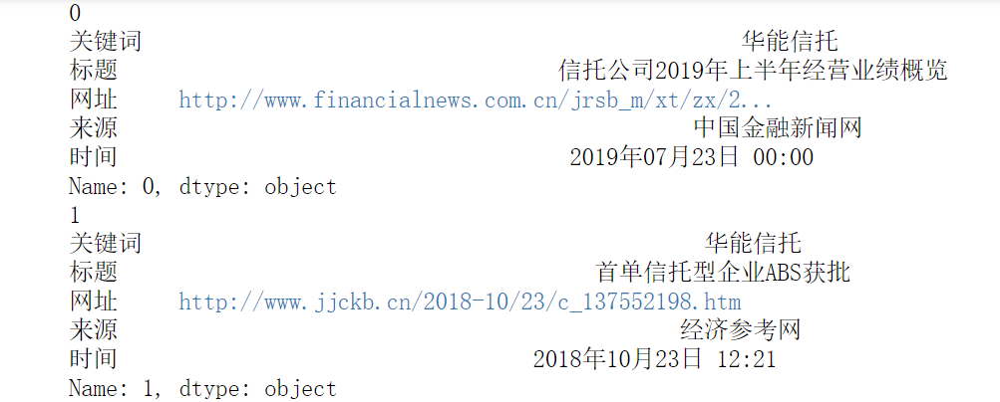 0
关键词 华能信托
标题 信托公司2019年上半年经营业绩概览
网址 http://www.financialnews.com.cn/jrsb_m/xt/zx/2...
来源 中国金融新闻网
时间 2019年07月23日 00:00
Name: 0, dtype: object
1
关键词 华能信托
标题 首单信托型企业ABS获批
网址 http://www.jjckb.cn/2018-10/23/c_137552198.htm
来源 经济参考网
时间 2018年10月23日 12:21
Name: 1, dtype: object